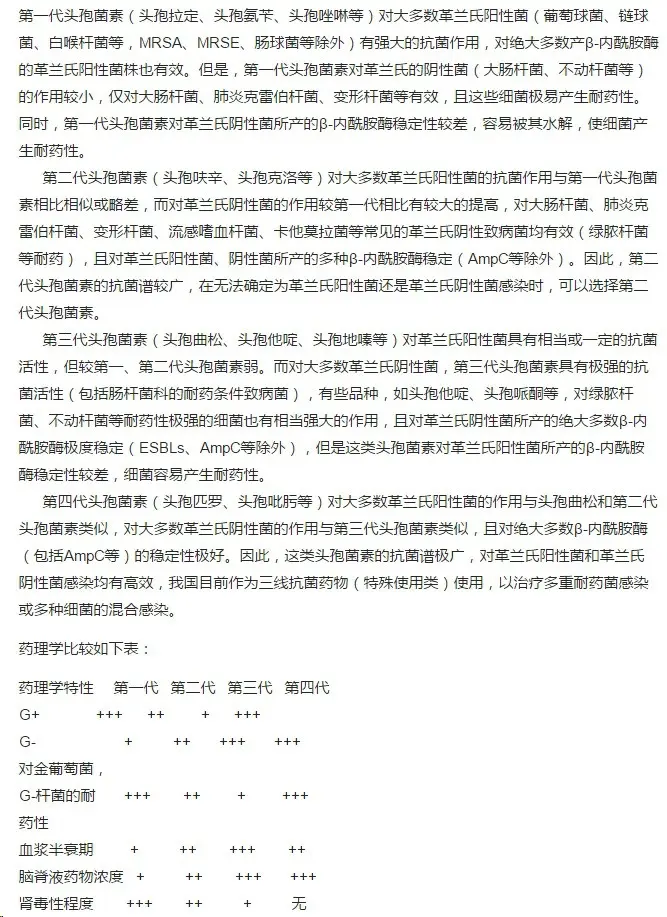 第一代头孢菌素（头孢拉定、头孢氨苄、头孢唑啉等）对大多数革兰氏阳性菌（葡萄球菌、链球
菌、白喉杆菌等，MRSA、MRSE、肠球菌等除外）有强大的抗菌作用，对绝大多数产β-内酰胺酶
的革兰氏阳性菌株也有效。但是，第一代头孢菌素对革兰氏的阴性菌（大肠杆菌、不动杆菌等）
的作用较小，仅对大肠杆菌、肺炎克雷伯杆菌、变形杆菌等有效，且这些细菌极易产生耐药性。
同时，第一代头孢菌素对革兰氏阴性菌所产的β-内酰胺酶稳定性较差，容易被其水解，使细菌产
生耐药性。
第二代头孢菌素（头孢呋辛、头孢克洛等）对大多数革兰氏阳性菌的抗菌作用与第一代头孢菌
素相比相似或略差，而对革兰氏阴性菌的作用较第一代相比有较大的提高，对大肠杆菌、肺炎克
雷伯杆菌、变形杆菌、流感嗜血杆菌、卡他莫拉菌等常见的革兰氏阴性致病菌均有效（绿脓杆菌
等耐药），且对革兰氏阳性菌、阴性菌所产的多种β-内酰胺酶稳定（AmpC等除外）。因此，第二
代头孢菌素的抗菌谱较广，在无法确定为革兰氏阳性菌还是革兰氏阴性菌感染时，可以选择第二
代头孢菌素。
第三代头孢菌素（头孢曲松、头孢他啶、头孢地嗪等）对革兰氏阳性菌具有相当或一定的抗菌
活性，但较第一、第二代头孢菌素弱。而对大多数革兰氏阴性菌，第三代头孢菌素具有极强的抗
菌活性（包括肠杆菌科的耐药条件致病菌），有些品种，如头孢他啶、头孢哌酮等，对绿脓杆
菌、不动杆菌等耐药性极强的细菌也有相当强大的作用，且对革兰氏阴性菌所产的绝大多数β-内
酰胺酶极度稳定（ESBLs、AmpC等除外），但是这类头孢菌素对革兰氏阳性菌所产的β-内酰胺
酶稳定性较差，细菌容易产生耐药性。
第四代头孢菌素（头孢匹罗、头孢吡肟等）对大多数革兰氏阳性菌的作用与头孢曲松和第二代
头孢菌素类似，对大多数革兰氏阴性菌的作用与第三代头孢菌素类似，且对绝大多数β-内酰胺酶
（包括AmpC等）的稳定性极好。因此，这类头孢菌素的抗菌谱极广，对革兰氏阳性菌和革兰氏
阴性菌感染均有高效，我国目前作为三线抗菌药物（特殊使用类）使用，以治疗多重耐药菌感染
或多种细菌的混合感染。
药理学比较如下表：
药理学特性 第一代 第二代 第三代 第四代
G+ +++ ++ + +++
G- + ++ +++ +++
对金葡萄菌，
G-杆菌的耐 +++ ++ + +++
药性
血浆半衰期 + ++ +++ ++
脑脊液药物浓度 + ++ +++ +++
肾毒性程度 +++ ++ + 无